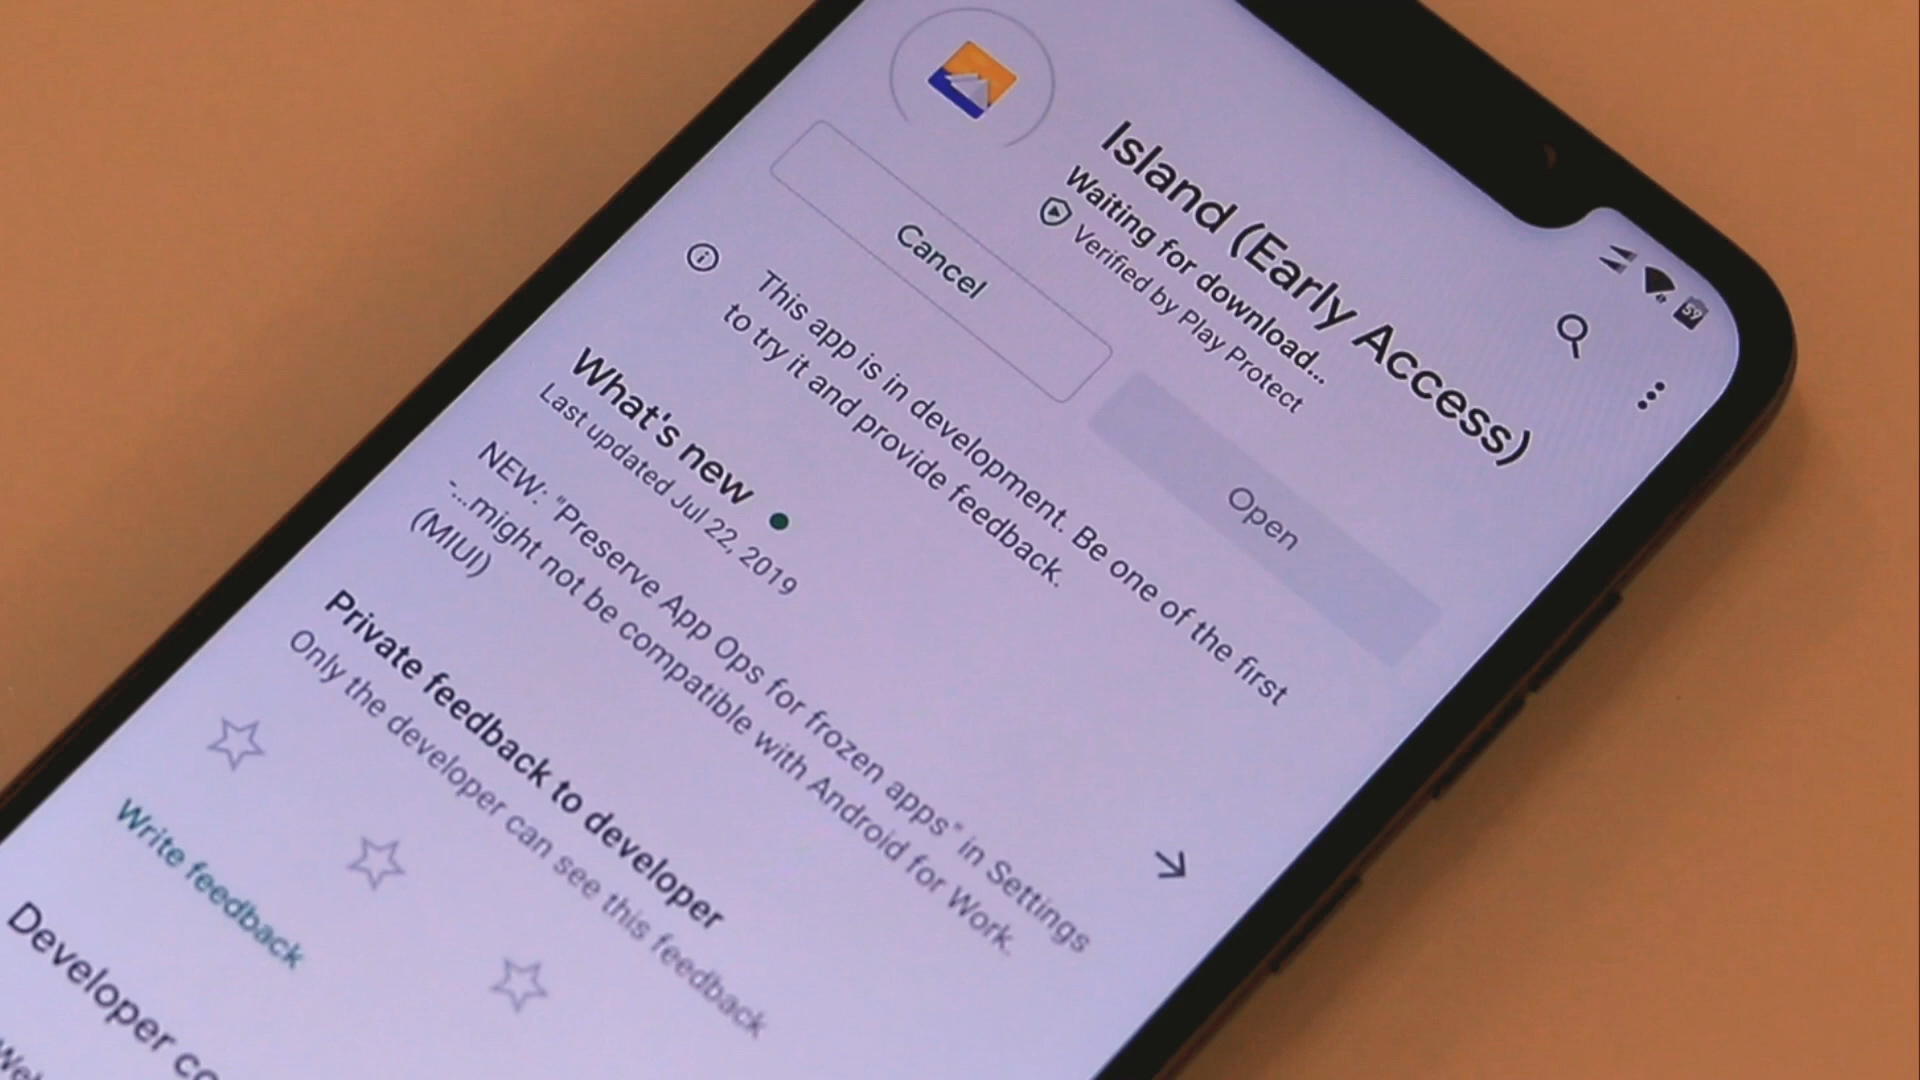 59
Island (Early Access)
Waiting for download...
Verified by Play Protect
Cancel
Open
This app is in development. Be one of the first
to try it and provide feedback.
What's new
Last updated Jul 22, 2019
NEW: "Preserve App Ops for frozen apps" in Settings
-...might not be compatible with Android for Work.
(MIUI)
Private feedback to developer
Only the developer can see this feedback
Write feedback
Developer